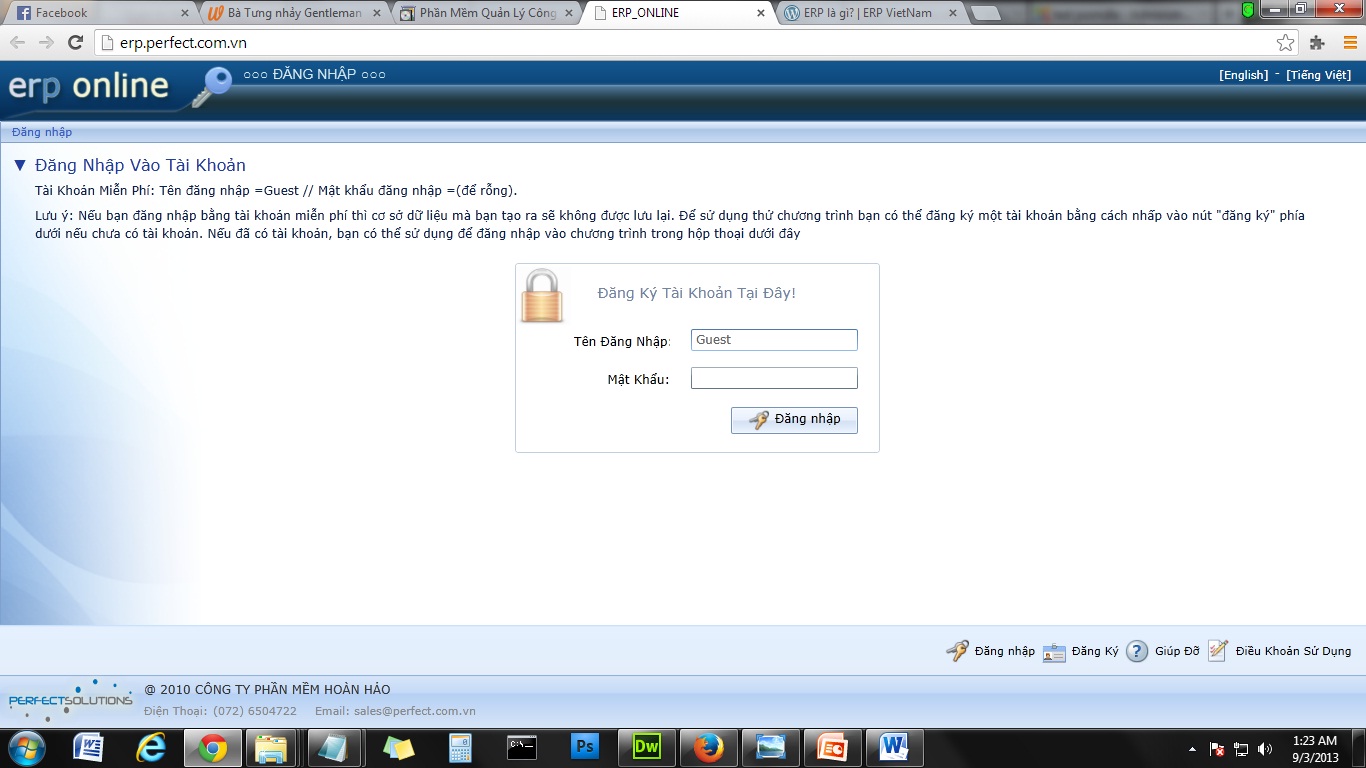 Facebook
Bà Tưng nhảy Gentleman
Phần Mềm Quản Lý Công
ERP_ONLINE
ERP là gì? | ERP VietNam
erp.perfect.com.vn
erp online
○○○ ĐĂNG NHẬP ○○○
[English] - [Tiếng Việt]
Đăng nhập
▼ Đăng Nhập Vào Tài Khoản
Tài Khoản Miễn Phí: Tên đăng nhập =Guest // Mật khẩu đăng nhập =(để rỗng).
Lưu ý: Nếu bạn đăng nhập bằng tài khoản miễn phí thì cơ sở dữ liệu mà bạn tạo ra sẽ không được lưu lại. Để sử dụng thử chương trình bạn có thể đăng ký một tài khoản bằng cách nhấp vào nút "đăng ký" phía
dưới nếu chưa có tài khoản. Nếu đã có tài khoản, bạn có thể sử dụng để đăng nhập vào chương trình trong hộp thoại dưới đây
Đăng Ký Tài Khoản Tại Đây!
Tên Đăng Nhập: Guest
Mật Khẩu:
Đăng nhập
Đăng nhập Đăng Ký Giúp Đỡ Điều Khoản Sử Dụng
PERFECTSOLUTIONS
@ 2010 CÔNG TY PHẦN MỀM HOÀN HẢO
Điện Thoại: (072) 6504722 Email: sales@perfect.com.vn
Ps
Dw
1:23 AM
9/3/2013